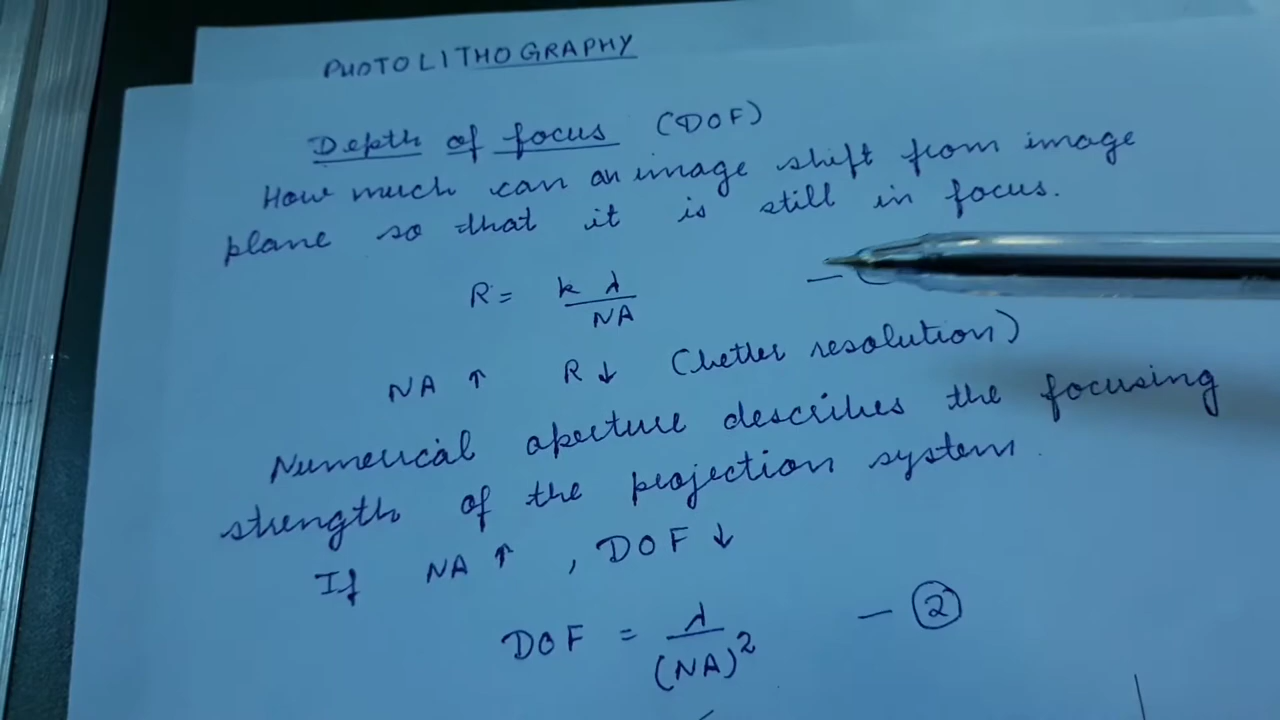 PHOTOLITHOGRAPHY
Depth of focus (DOF)
How much can an image shift from image
plane so that it is still in focus.
R = kλ/NA —
NA ↑ R ↓ (better resolution)
Numerical aperture describes the focusing
strength of the projection system.
If NA ↑, DOF ↓
DOF = λ/(NA)² — ②